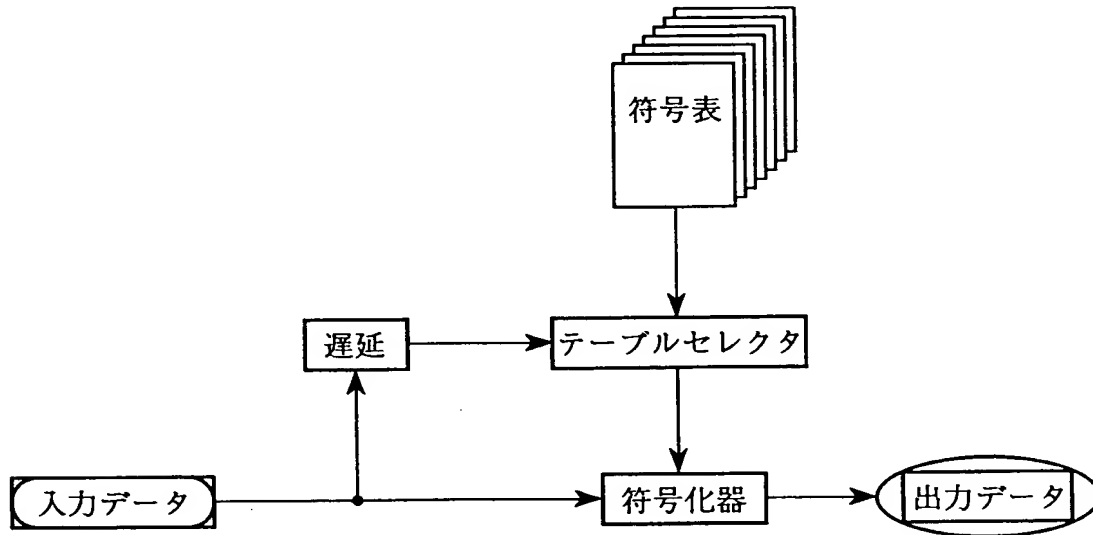 符号表
遅延
テーブルセレクタ
入力データ
符号化器
出力データ